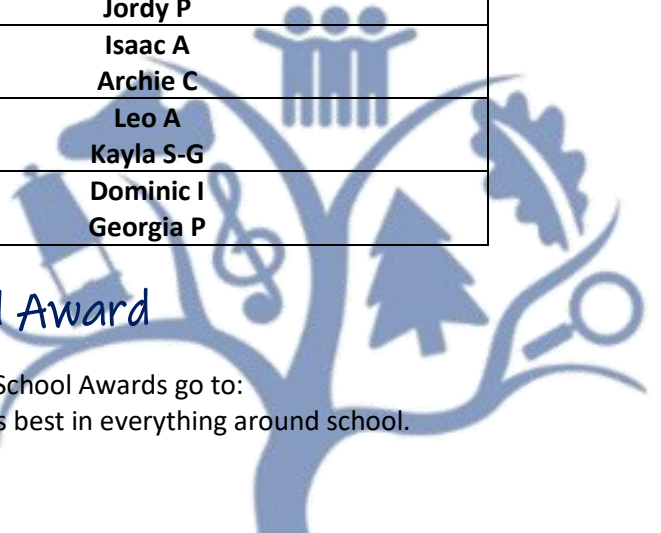 Jordy P
Isaac A
Archie C
Leo A
Kayla S-G
Dominic I
Georgia P
Award
School Awards go to:
s best in everything around school.